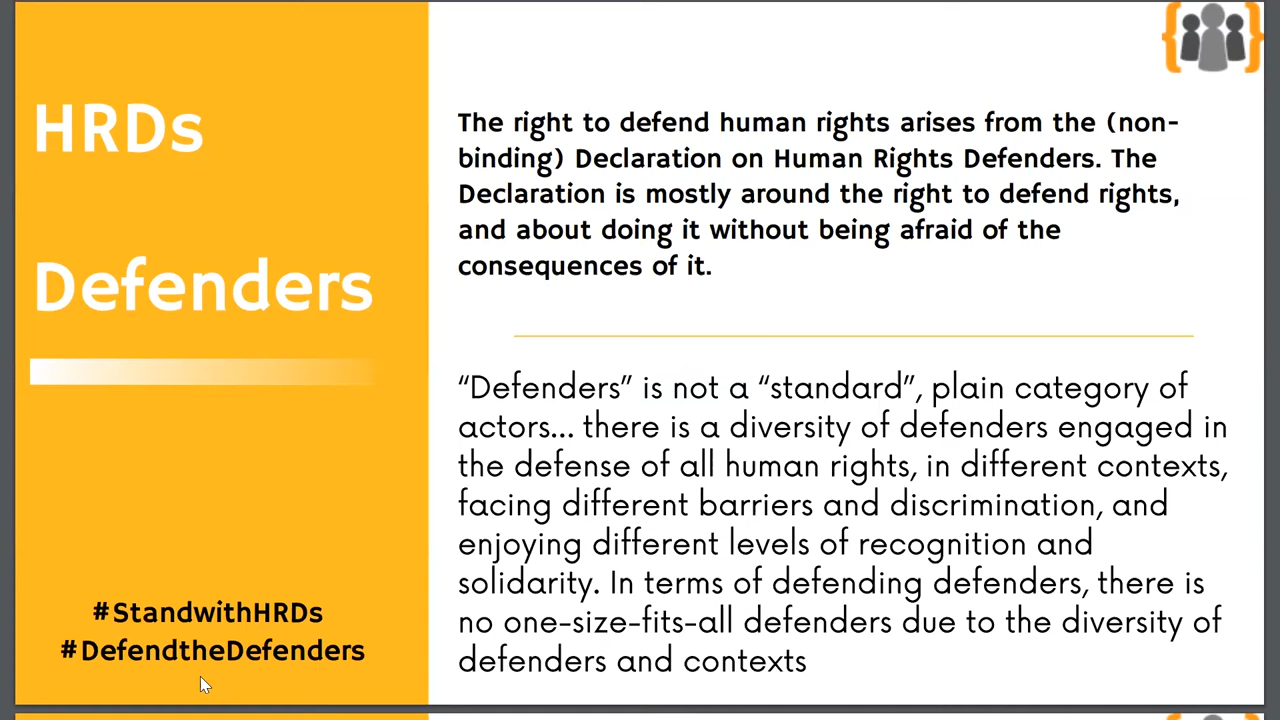 HRDs
Defenders
#StandwithHRDs
#DefendtheDefenders
The right to defend human rights arises from the (non-
binding) Declaration on Human Rights Defenders. The
Declaration is mostly around the right to defend rights,
and about doing it without being afraid of the
consequences of it.
“Defenders” is not a “standard”, plain category of
actors... there is a diversity of defenders engaged in
the defense of all human rights, in different contexts,
facing different barriers and discrimination, and
enjoying different levels of recognition and
solidarity. In terms of defending defenders, there is
no one-size-fits-all defenders due to the diversity of
defenders and contexts